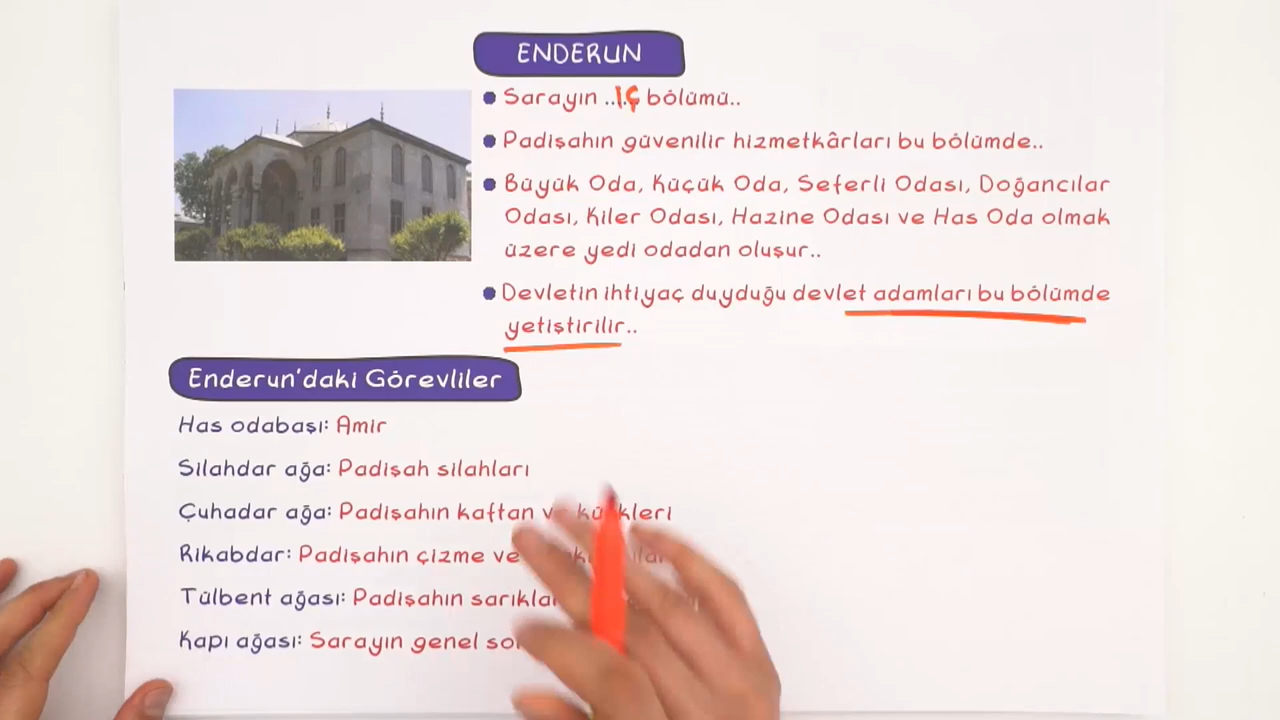 ENDERUN
Sarayın ..İÇ bölümü..
Padişahın güvenilir hizmetkârları bu bölümde..
Büyük Oda, Küçük Oda, Seferli Odası, Doğancılar
Odası, Kiler Odası, Hazine Odası ve Has Oda olmak
üzere yedi odadan oluşur..
Devletin ihtiyaç duyduğu devlet adamları bu bölümde
yetiştirilir..
Enderun'daki Görevliler
Has odabaşı: Amir
Silahdar ağa: Padişah silahları
Çuhadar ağa: Padişahın kaftan
Rikabdar: Padişahın çizme ve
Tülbent ağası: Padişahın
Kapı ağası: Sarayın genel